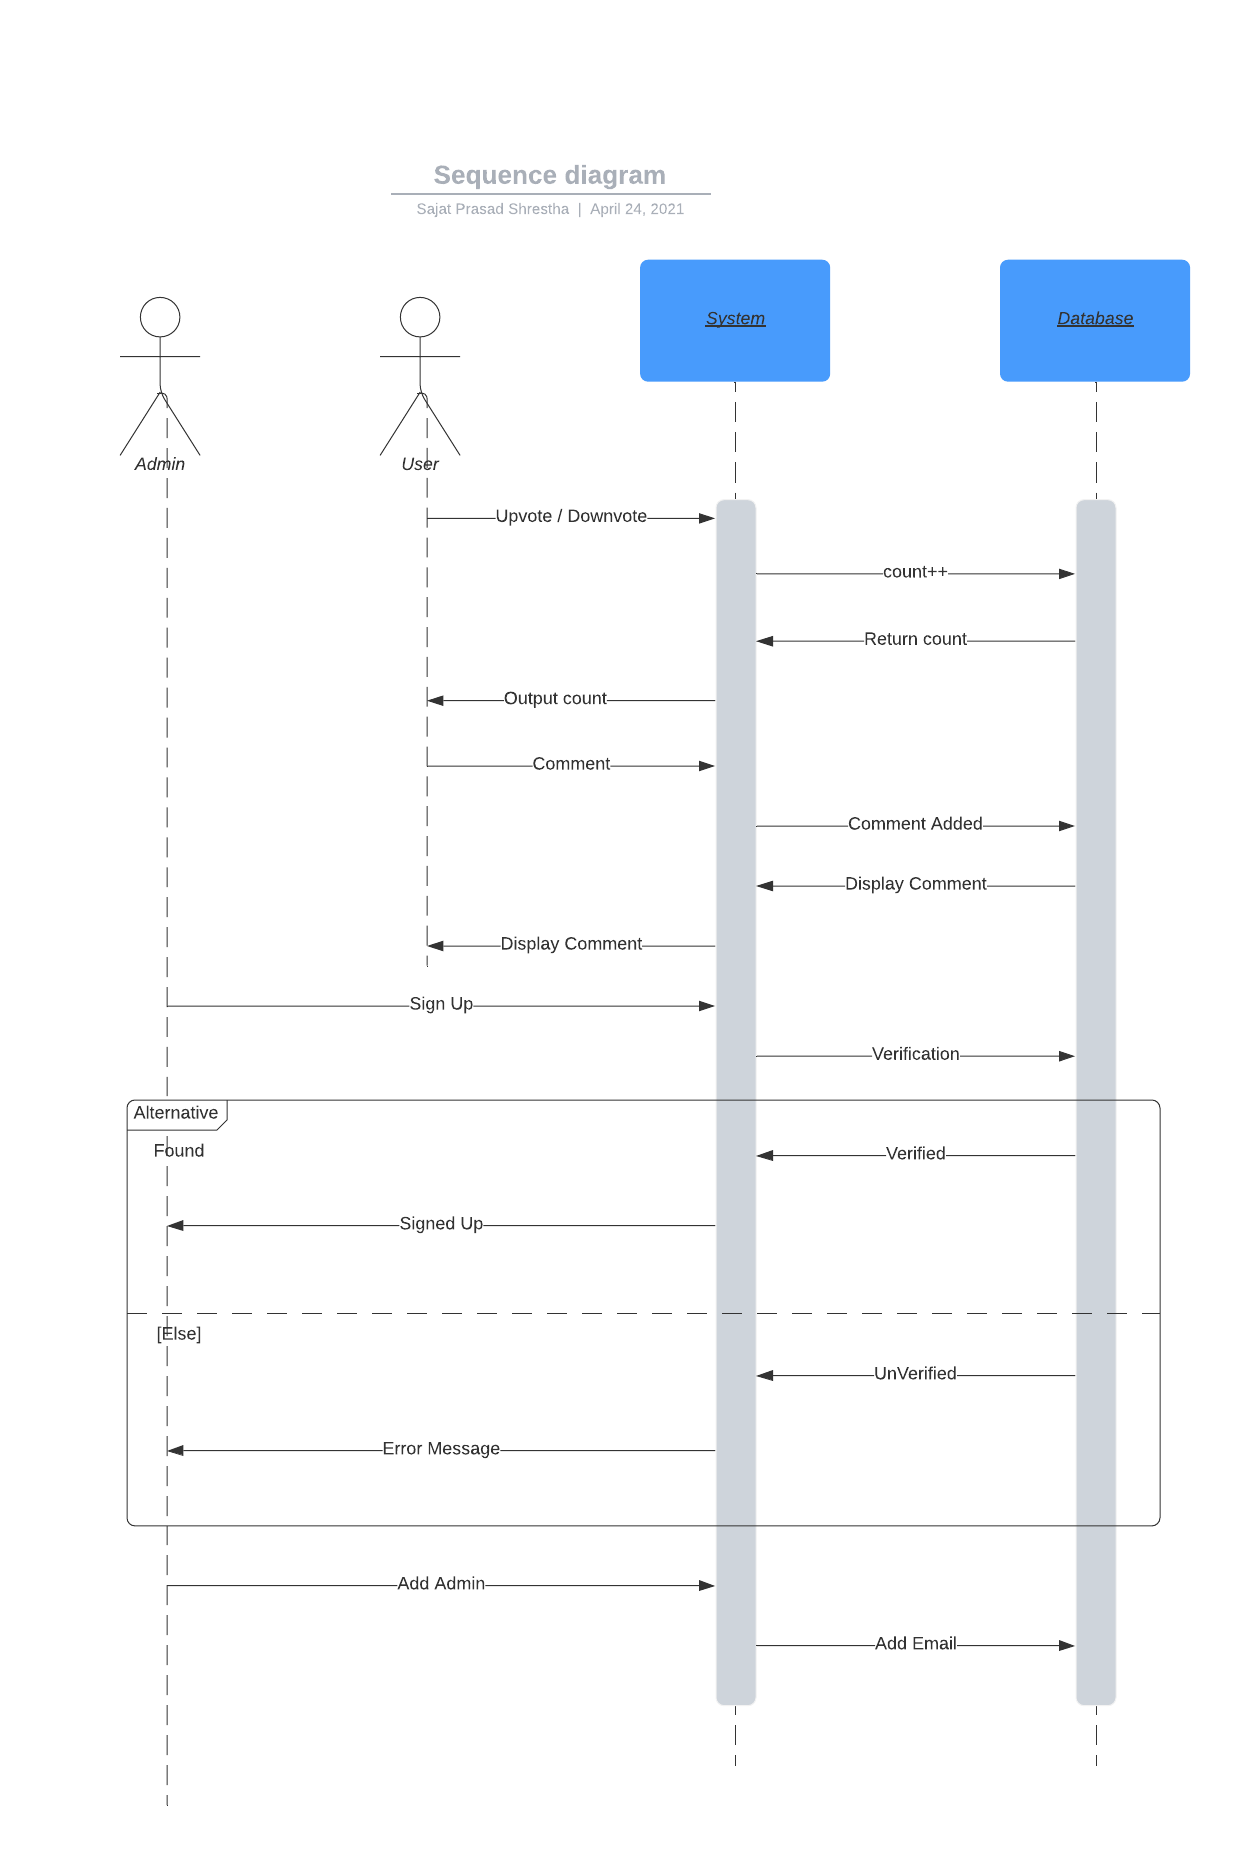 Sequence diagram
Sajat Prasad Shrestha | April 24, 2021
System
Database
Admin
User
Upvote / Downvote
count++
Return count
Output count
Comment
Comment Added
Display Comment
Display Comment
Sign Up
Verification
Alternative
Found
Verified
Signed Up
[Else]
UnVerified
Error Message
Add Admin
Add Email